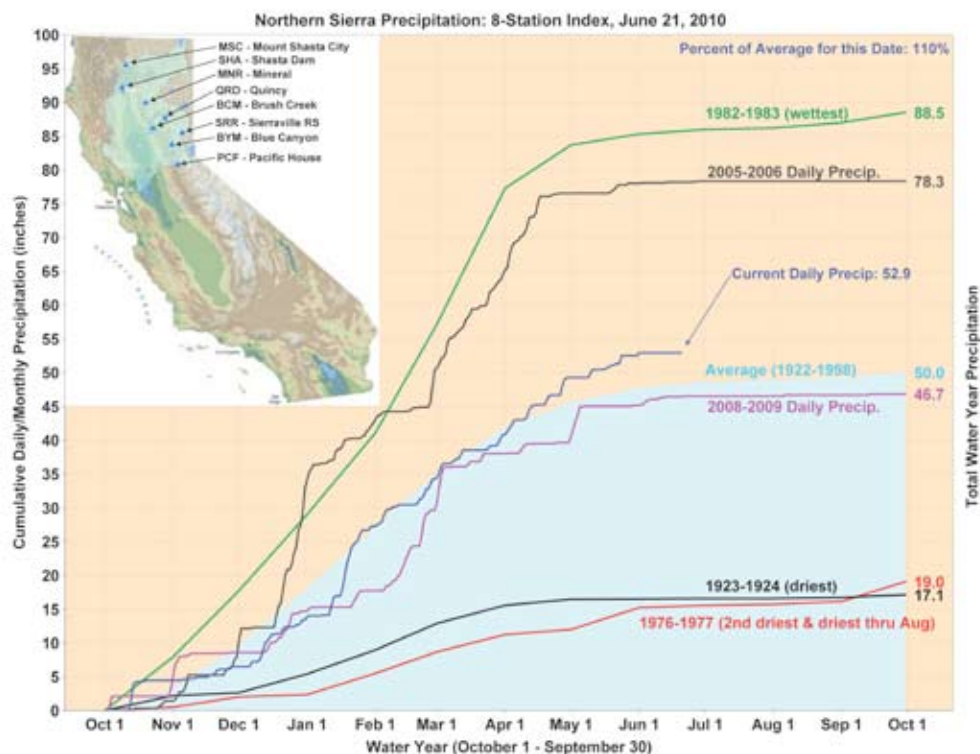 Northern Sierra Precipitation: 8-Station Index, June 21, 2010
Percent of Average for this Date: 110%
MSC - Mount Shasta City
SHA - Shasta Dam
MNR - Mineral
QRD - Quincy
BCM - Brush Creek
SRR - Sierraville RS
BYM - Blue Canyon
PCF - Pacific House
Cumulative Daily/Monthly Precipitation (inches)
100
95
90
85
80
75
70
65
60
55
50
45
40
35
30
25
20
15
10
5
0
1982-1983 (wettest)
88.5
2005-2006 Daily Precip.
78.3
Current Daily Precip: 52.9
Average (1922-1998)
50.0
2008-2009 Daily Precip.
46.7
1923-1924 (driest)
19.0
17.1
1976-1977 (2nd driest & driest thru Aug)
Total Water Year Precipitation
Oct 1 Nov 1 Dec 1 Jan 1 Feb 1 Mar 1 Apr 1 May 1 Jun 1 Jul 1 Aug 1 Sep 1 Oct 1
Water Year (October 1 - September 30)